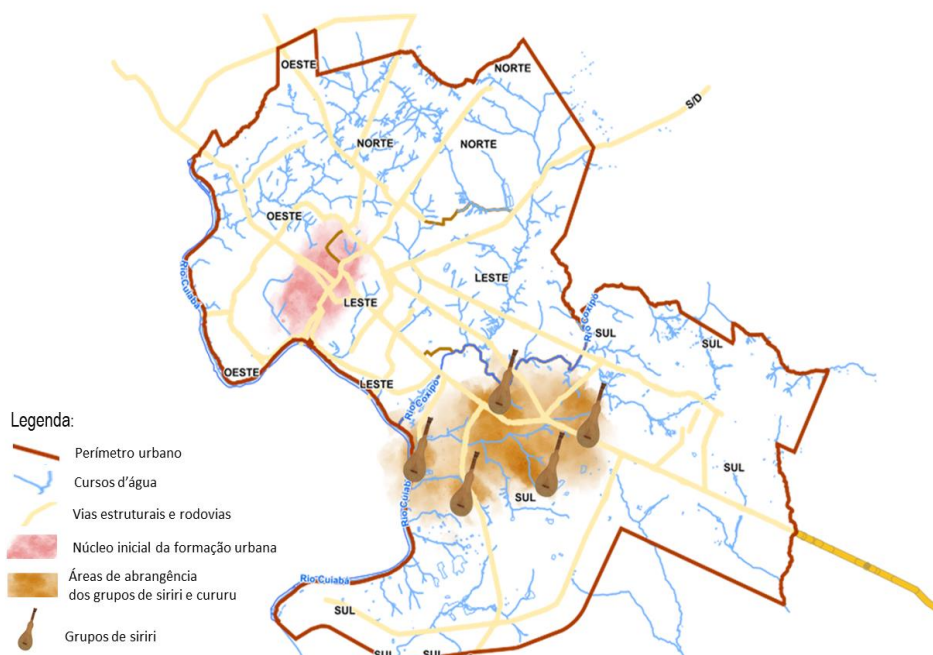 OESTE
NORTE
S/D
NORTE
NORTE
OESTE
Rio Cuiabá
LESTE
LESTE
Rio Coxipó
SUL
SUL
OESTE
LESTE
Rio Coxipó
SUL
SUL
Rio Cuiabá
Rio Cuiabá
SUL
SUL
SUL
Legenda:
Perímetro urbano
Cursos d'água
Vias estruturais e rodovias
Núcleo inicial da formação urbana
Áreas de abrangência
dos grupos de siriri e cururu
Grupos de siriri